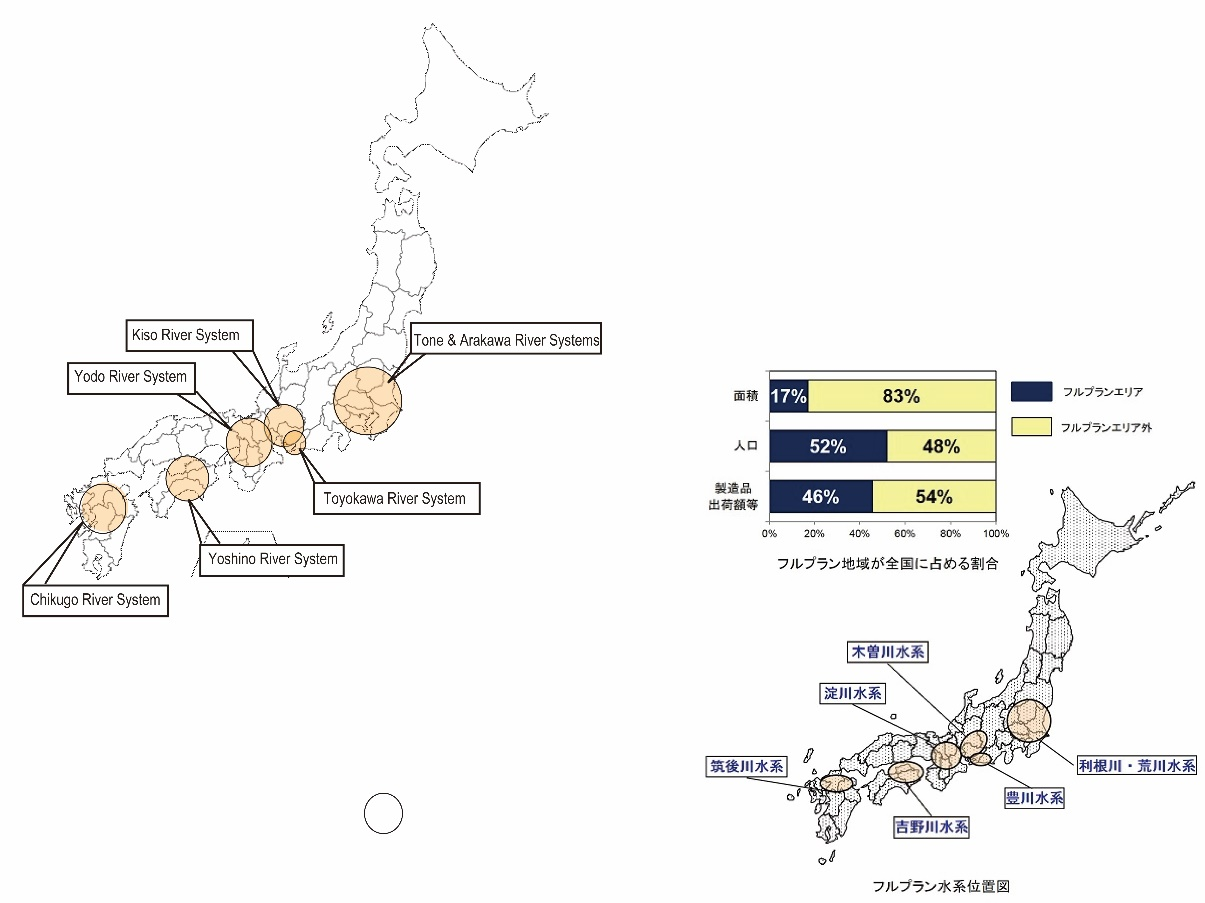 Kiso River System
Tone & Arakawa River Systems
Yodo River System
Toyokawa River System
Yoshino River System
Chikugo River System
面積
17%
83%
フルプランエリア
人口
52%
48%
フルプランエリア外
製造品
出荷額等
46%
54%
0%
20%
40%
60%
80%
100%
フルプラン地域が全国に占める割合
木曽川水系
淀川水系
筑後川水系
利根川・荒川水系
豊川水系
吉野川水系
フルプラン水系位置図